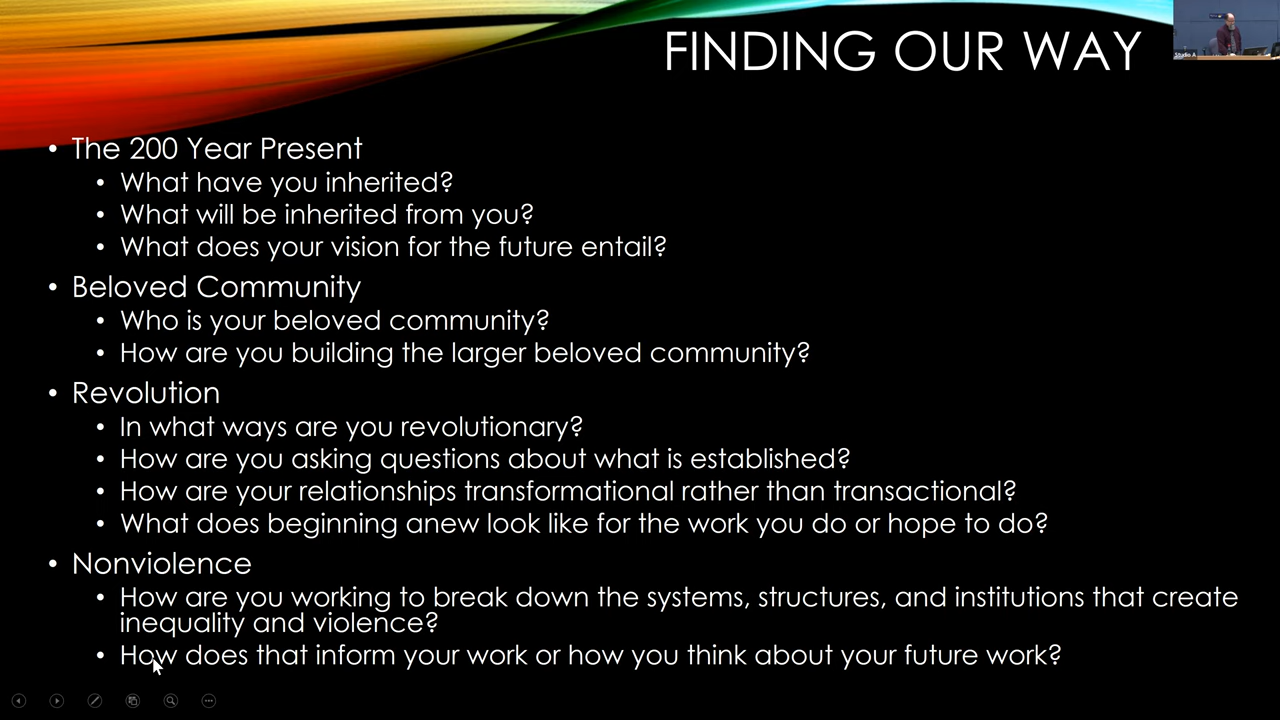 FINDING OUR WAY
Studio A
• The 200 Year Present
• What have you inherited?
• What will be inherited from you?
• What does your vision for the future entail?
• Beloved Community
• Who is your beloved community?
• How are you building the larger beloved community?
• Revolution
• In what ways are you revolutionary?
• How are you asking questions about what is established?
• How are your relationships transformational rather than transactional?
• What does beginning anew look like for the work you do or hope to do?
• Nonviolence
• How are you working to break down the systems, structures, and institutions that create
inequality and violence?
• How does that inform your work or how you think about your future work?